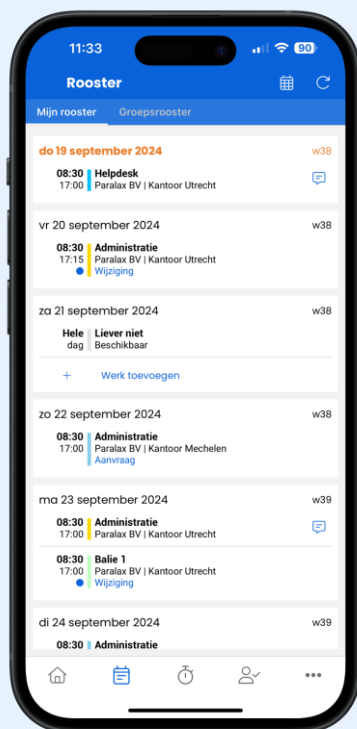 11:33
90
Rooster
Mijn rooster Groepsrooster
do 19 september 2024 w38
08:30 Helpdesk
17:00 Paralax BV | Kantoor Utrecht
vr 20 september 2024 w38
08:30 Administratie
17:15 Paralax BV | Kantoor Utrecht
Wijziging
za 21 september 2024 w38
Hele Liever niet
dag Beschikbaar
+ Werk toevoegen
zo 22 september 2024 w38
08:30 Administratie
17:00 Paralax BV | Kantoor Mechelen
Aanvraag
ma 23 september 2024 w39
08:30 Administratie
17:00 Paralax BV | Kantoor Utrecht
08:30 Balie 1
17:00 Paralax BV | Kantoor Utrecht
Wijziging
di 24 september 2024 w39
08:30 Administratie